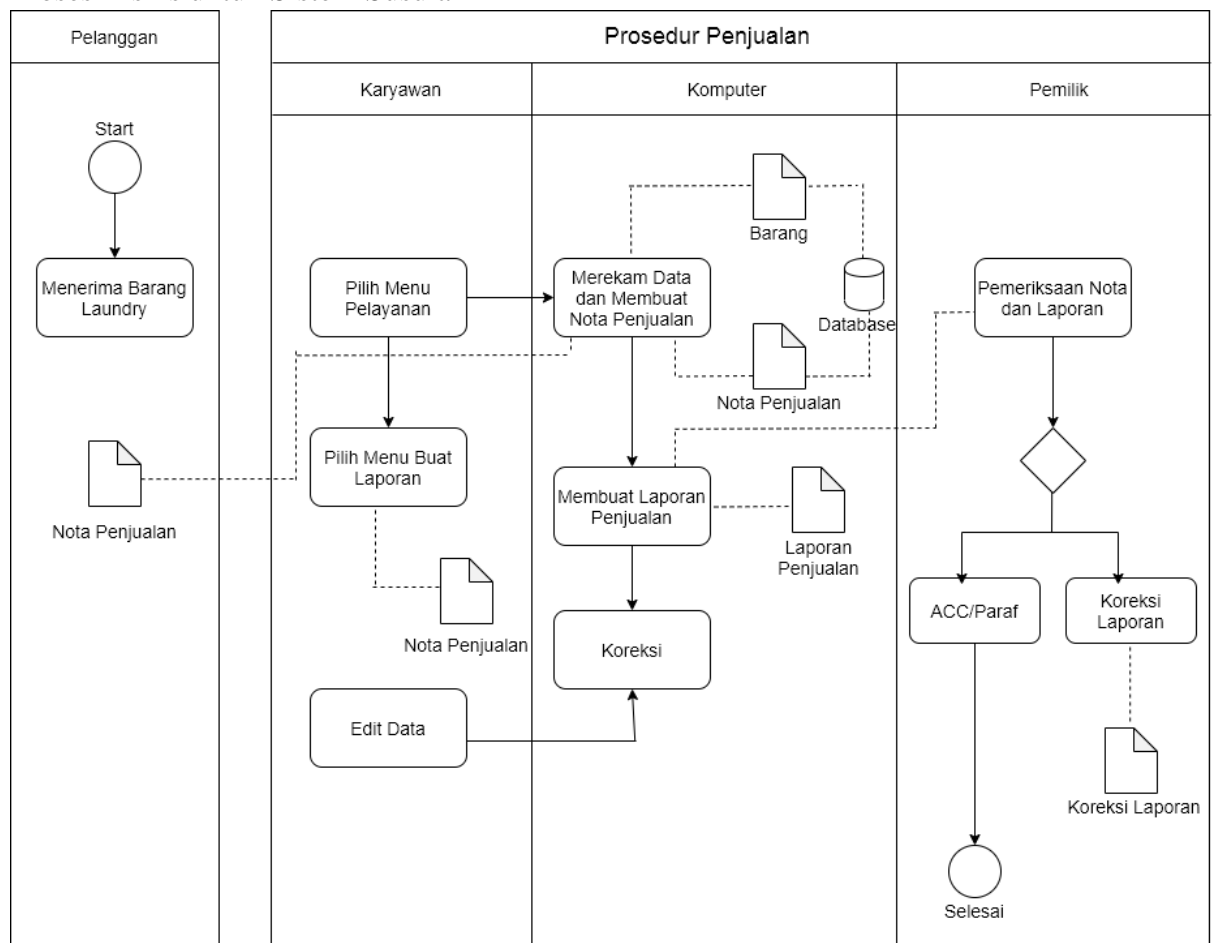 Pelanggan
Prosedur Penjualan
Karyawan
Komputer
Pemilik
Start
Menerima Barang
Laundry
Nota Penjualan
Pilih Menu
Pelayanan
Pilih Menu Buat
Laporan
Nota Penjualan
Edit Data
Barang
Merekam Data
dan Membuat
Nota Penjualan
Database
Nota Penjualan
Membuat Laporan
Penjualan
Laporan
Penjualan
Koreksi
Pemeriksaan Nota
dan Laporan
ACC/Paraf
Koreksi
Laporan
Koreksi Laporan
Selesai